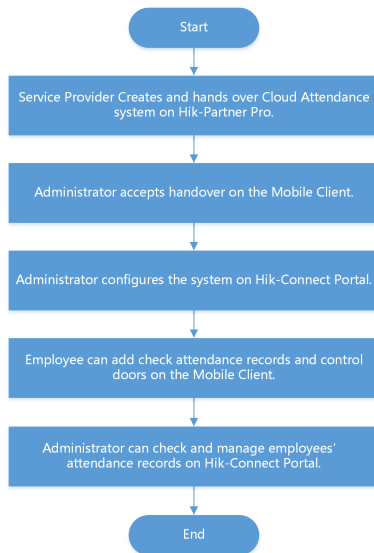 Start
Service Provider Creates and hands over Cloud Attendance
system on Hik-Partner Pro.
Administrator accepts handover on the Mobile Client.
Administrator configures the system on Hik-Connect Portal.
Employee can add check attendance records and control
doors on the Mobile Client.
Administrator can check and manage employees'
attendance records on Hik-Connect Portal.
End